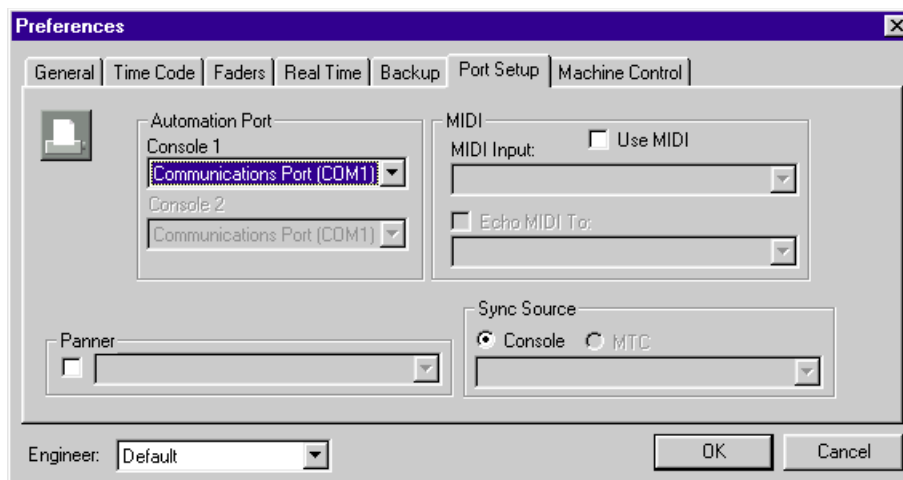 Preferences
General Time Code Faders Real Time Backup Port Setup Machine Control
Automation Port
Console 1
Communications Port (COM1)
Console 2
Communications Port (COM1)
MIDI
MIDI Input:
Use MIDI
Echo MIDI To:
Panner
Sync Source
Console MTC
Engineer: Default
OK Cancel